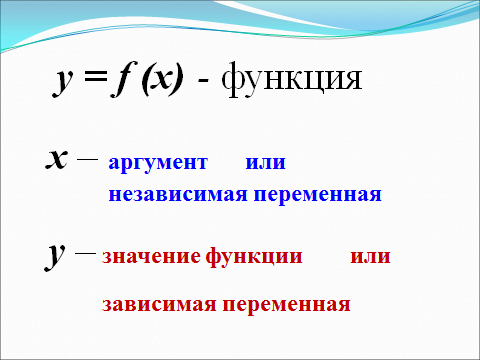 y = f (x) - функция
x – аргумент или
независимая переменная
y – значение функции или
зависимая переменная